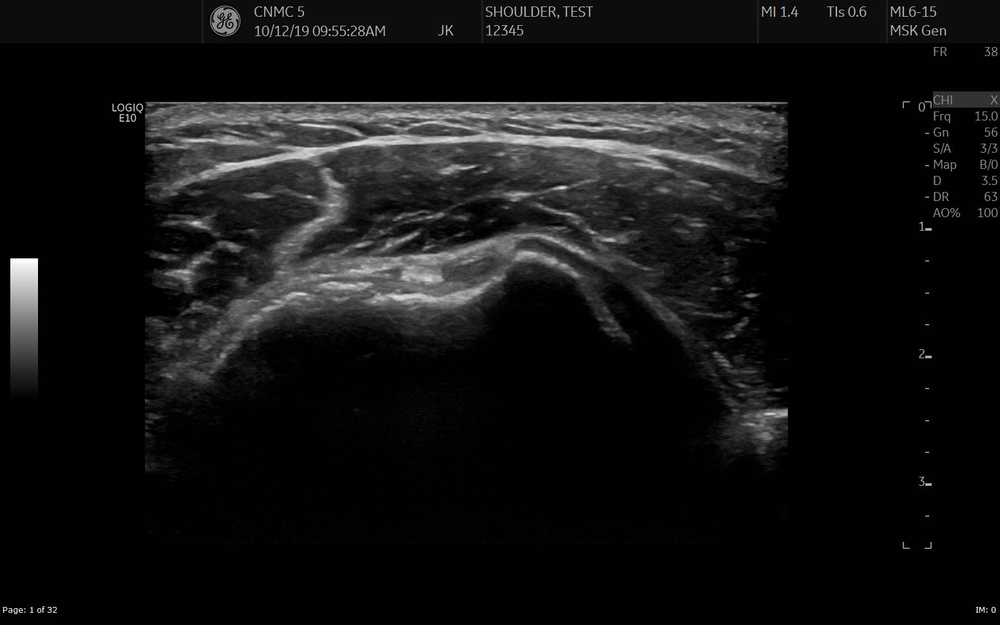 CNMC 5
10/12/19 09:55:28AM JK
SHOULDER, TEST
12345
MI 1.4 TIs 0.6
ML6-15
MSK Gen
GE
LOGIQ
E10
FR 38
CHI X
Frq 15.0
Gn 56
S/A 3/3
Map B/0
D 3.5
DR 63
AO% 100
0
1
2
3
Page: 1 of 32
IM: 0